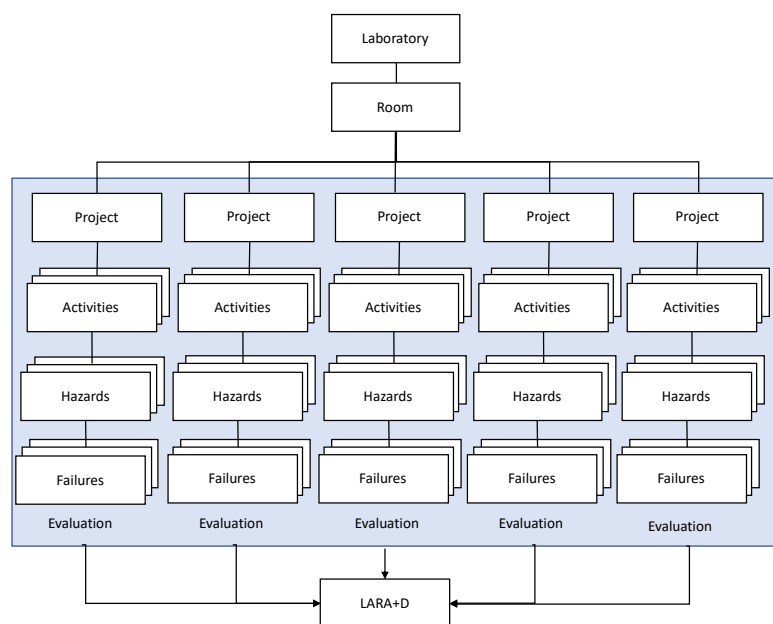 Laboratory
Room
Project Project Project Project Project
Activities Activities Activities Activities Activities
Hazards Hazards Hazards Hazards Hazards
Failures Failures Failures Failures Failures
Evaluation Evaluation Evaluation Evaluation Evaluation
LARA+D